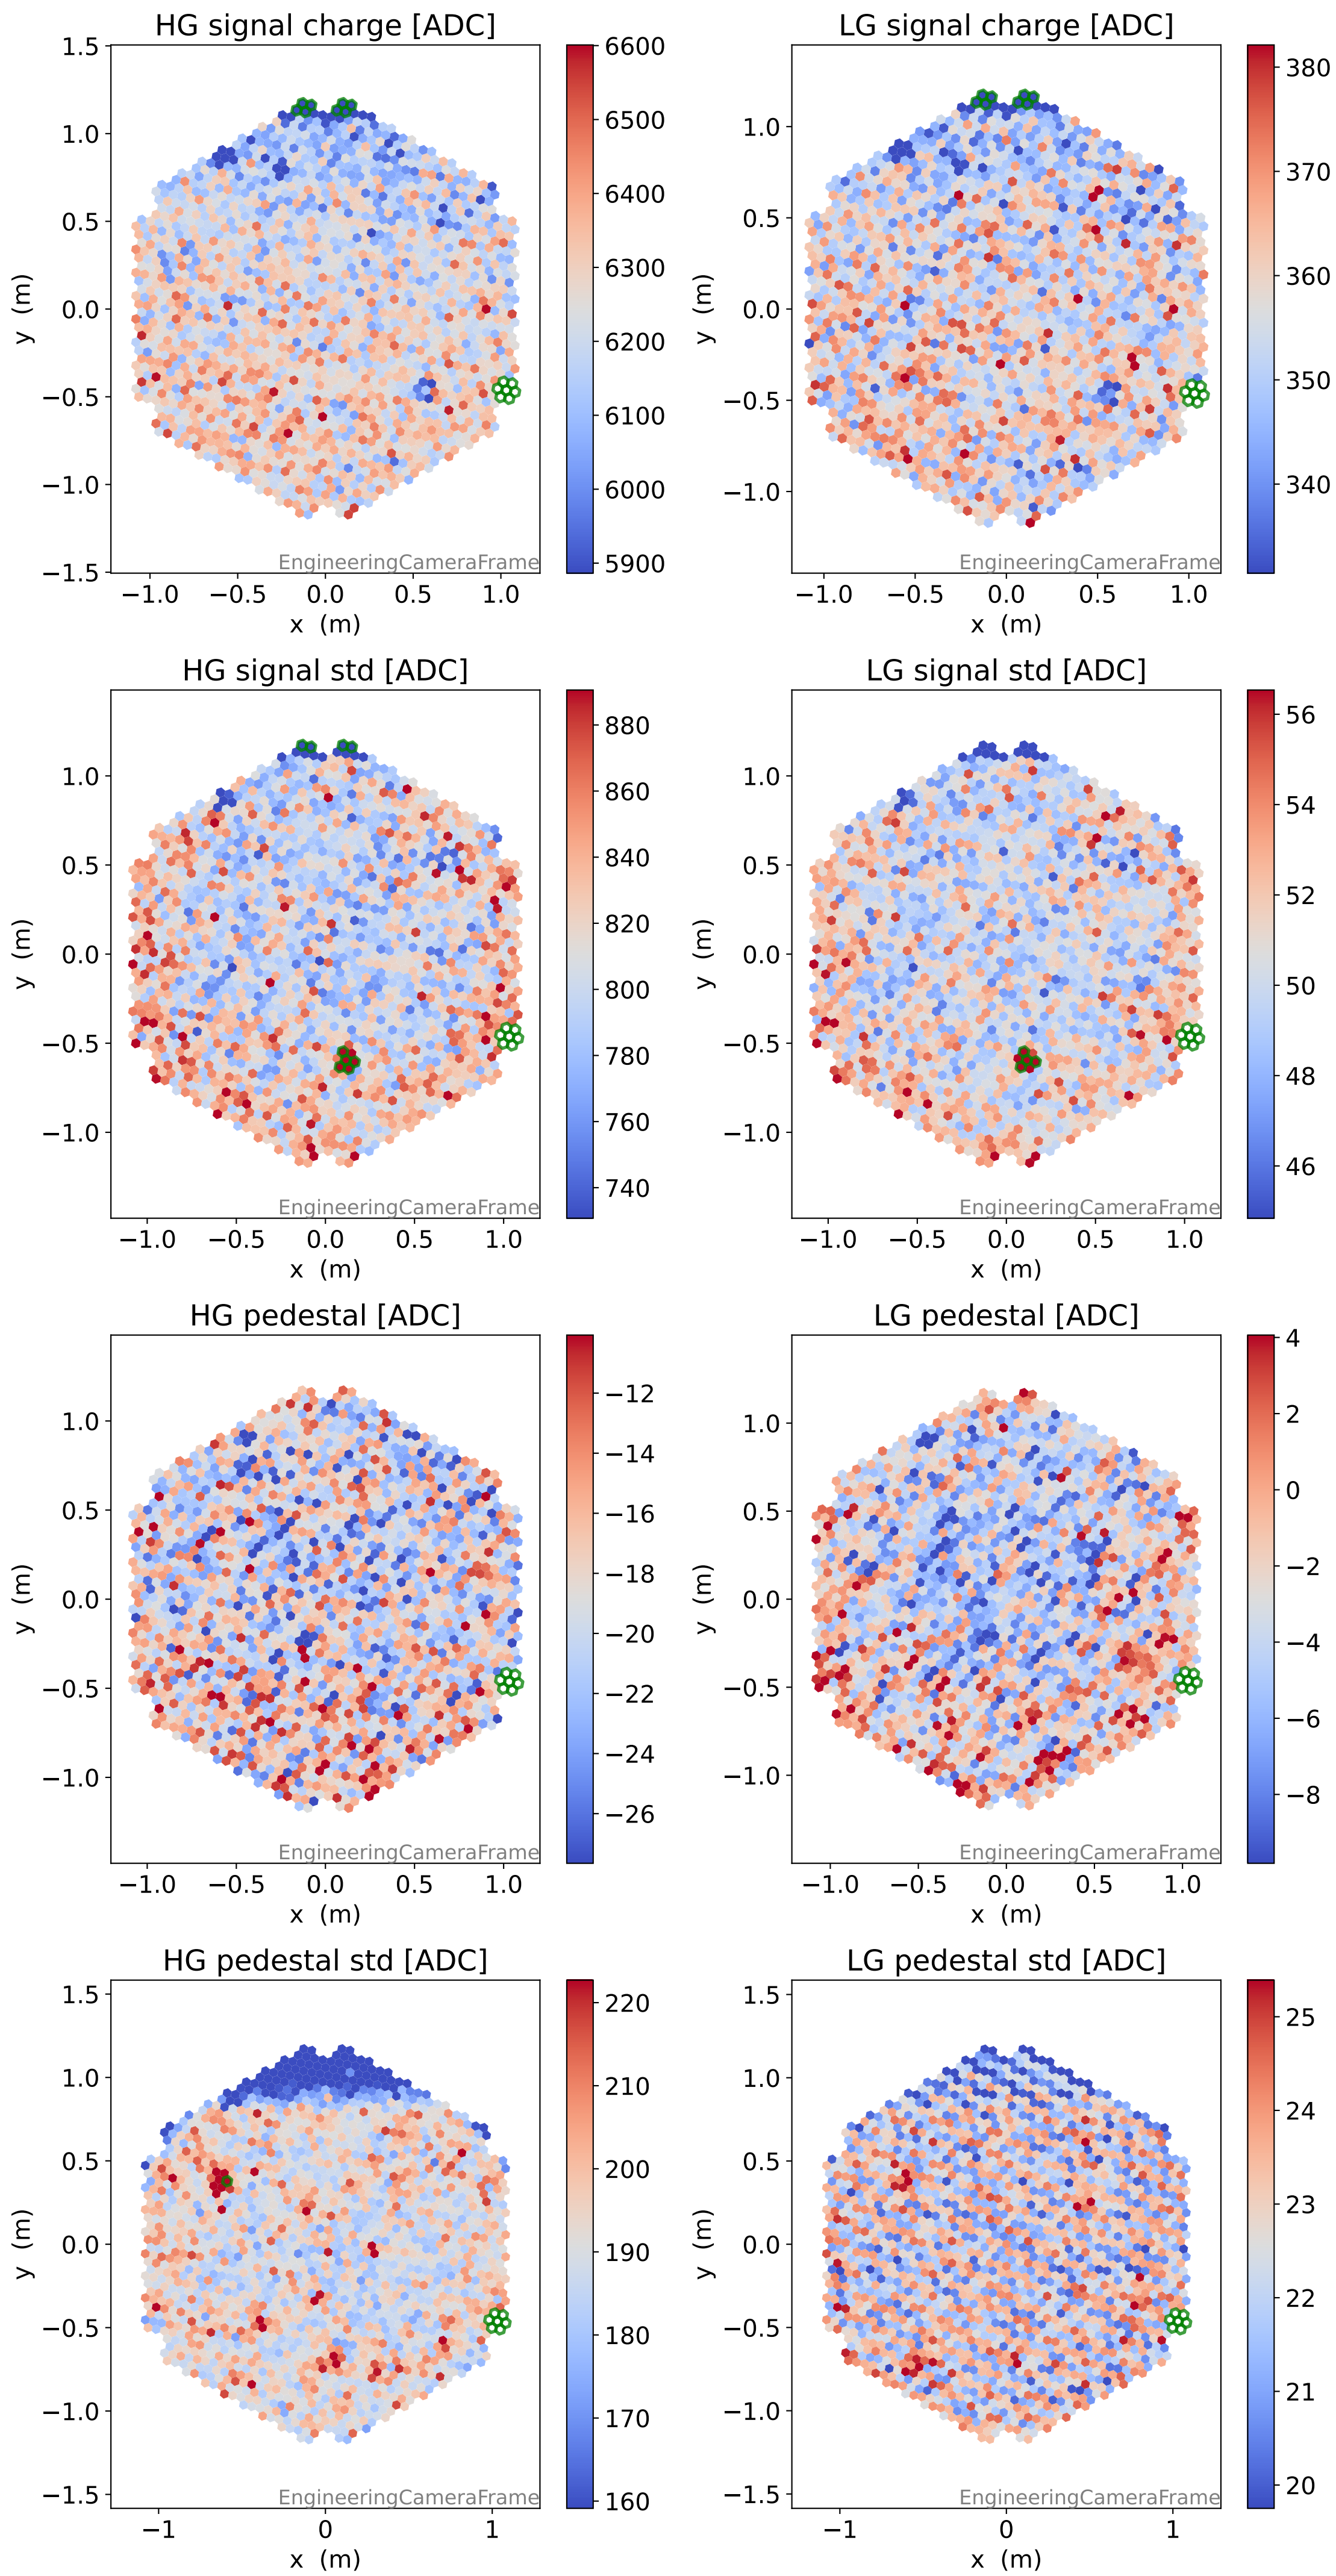 HG signal charge [ADC]
1.5
1.0
0.5
0.0
−0.5
−1.0
−1.5
y (m)
−1.0 −0.5 0.0 0.5 1.0
x (m)
EngineeringCameraFrame
6600
6500
6400
6300
6200
6100
6000
5900
LG signal charge [ADC]
1.0
0.5
0.0
−0.5
−1.0
y (m)
−1.0 −0.5 0.0 0.5 1.0
x (m)
EngineeringCameraFrame
380
370
360
350
340
HG signal std [ADC]
1.0
0.5
0.0
−0.5
−1.0
y (m)
−1.0 −0.5 0.0 0.5 1.0
x (m)
EngineeringCameraFrame
880
860
840
820
800
780
760
740
LG signal std [ADC]
1.0
0.5
0.0
−0.5
−1.0
y (m)
−1.0 −0.5 0.0 0.5 1.0
x (m)
EngineeringCameraFrame
56
54
52
50
48
46
HG pedestal [ADC]
1.0
0.5
0.0
−0.5
−1.0
y (m)
−1.0 −0.5 0.0 0.5 1.0
x (m)
EngineeringCameraFrame
−12
−14
−16
−18
−20
−22
−24
−26
LG pedestal [ADC]
1.0
0.5
0.0
−0.5
−1.0
y (m)
−1.0 −0.5 0.0 0.5 1.0
x (m)
EngineeringCameraFrame
4
2
0
−2
−4
−6
−8
HG pedestal std [ADC]
1.5
1.0
0.5
0.0
−0.5
−1.0
−1.5
y (m)
−1 0 1
x (m)
EngineeringCameraFrame
220
210
200
190
180
170
160
LG pedestal std [ADC]
1.5
1.0
0.5
0.0
−0.5
−1.0
−1.5
y (m)
−1 0 1
x (m)
EngineeringCameraFrame
25
24
23
22
21
20